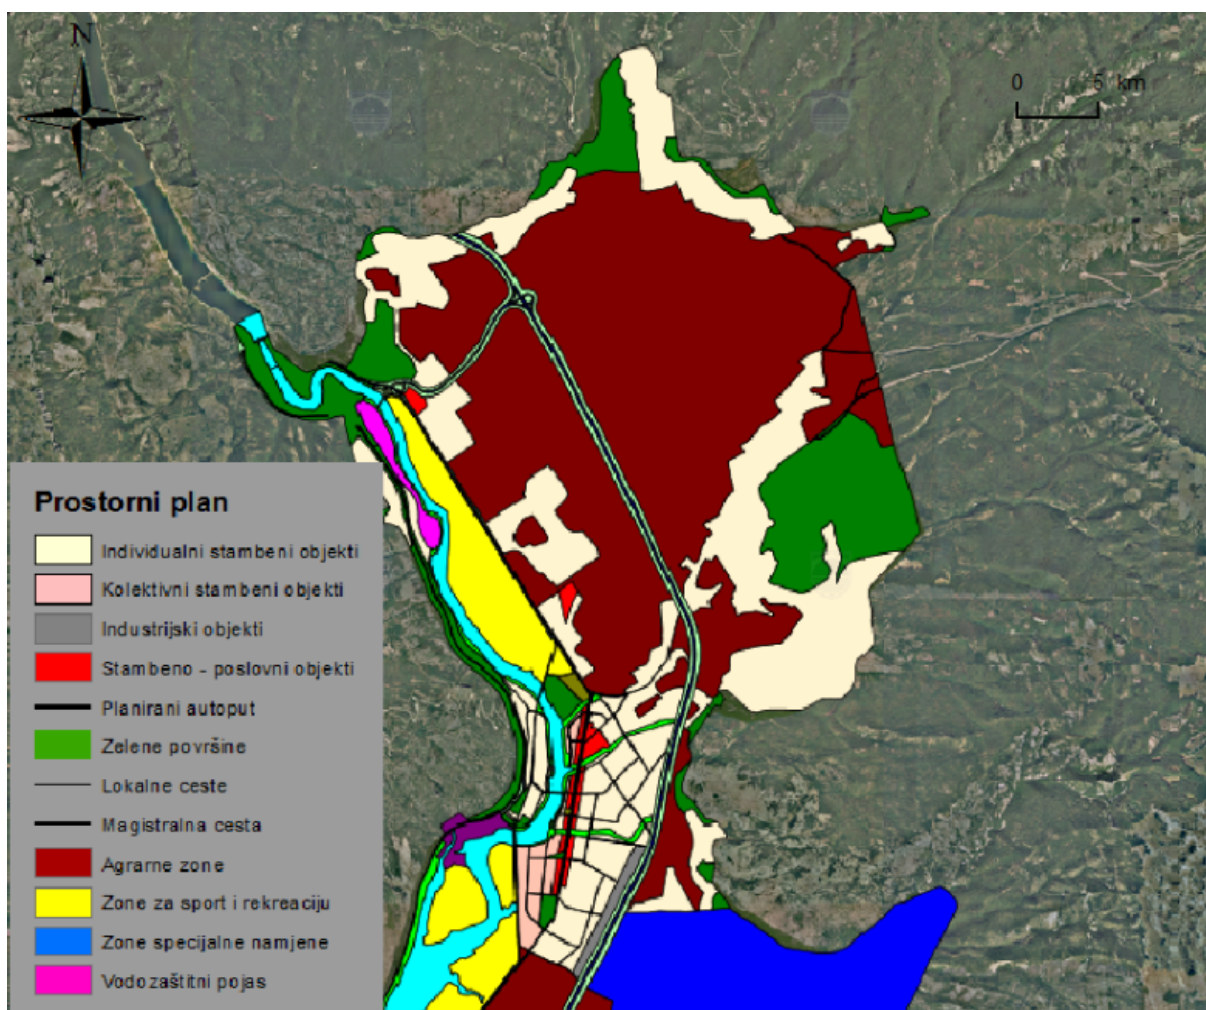 N
0 5 km
Prostorni plan
Individualni stambeni objekti
Kolektivni stambeni objekti
Industrijski objekti
Stambeno - poslovni objekti
Planirani autoput
Zelene površine
Lokalne ceste
Magistralna cesta
Agrarne zone
Zone za sport i rekreaciju
Zone specijalne namjene
Vodozaštitni pojas